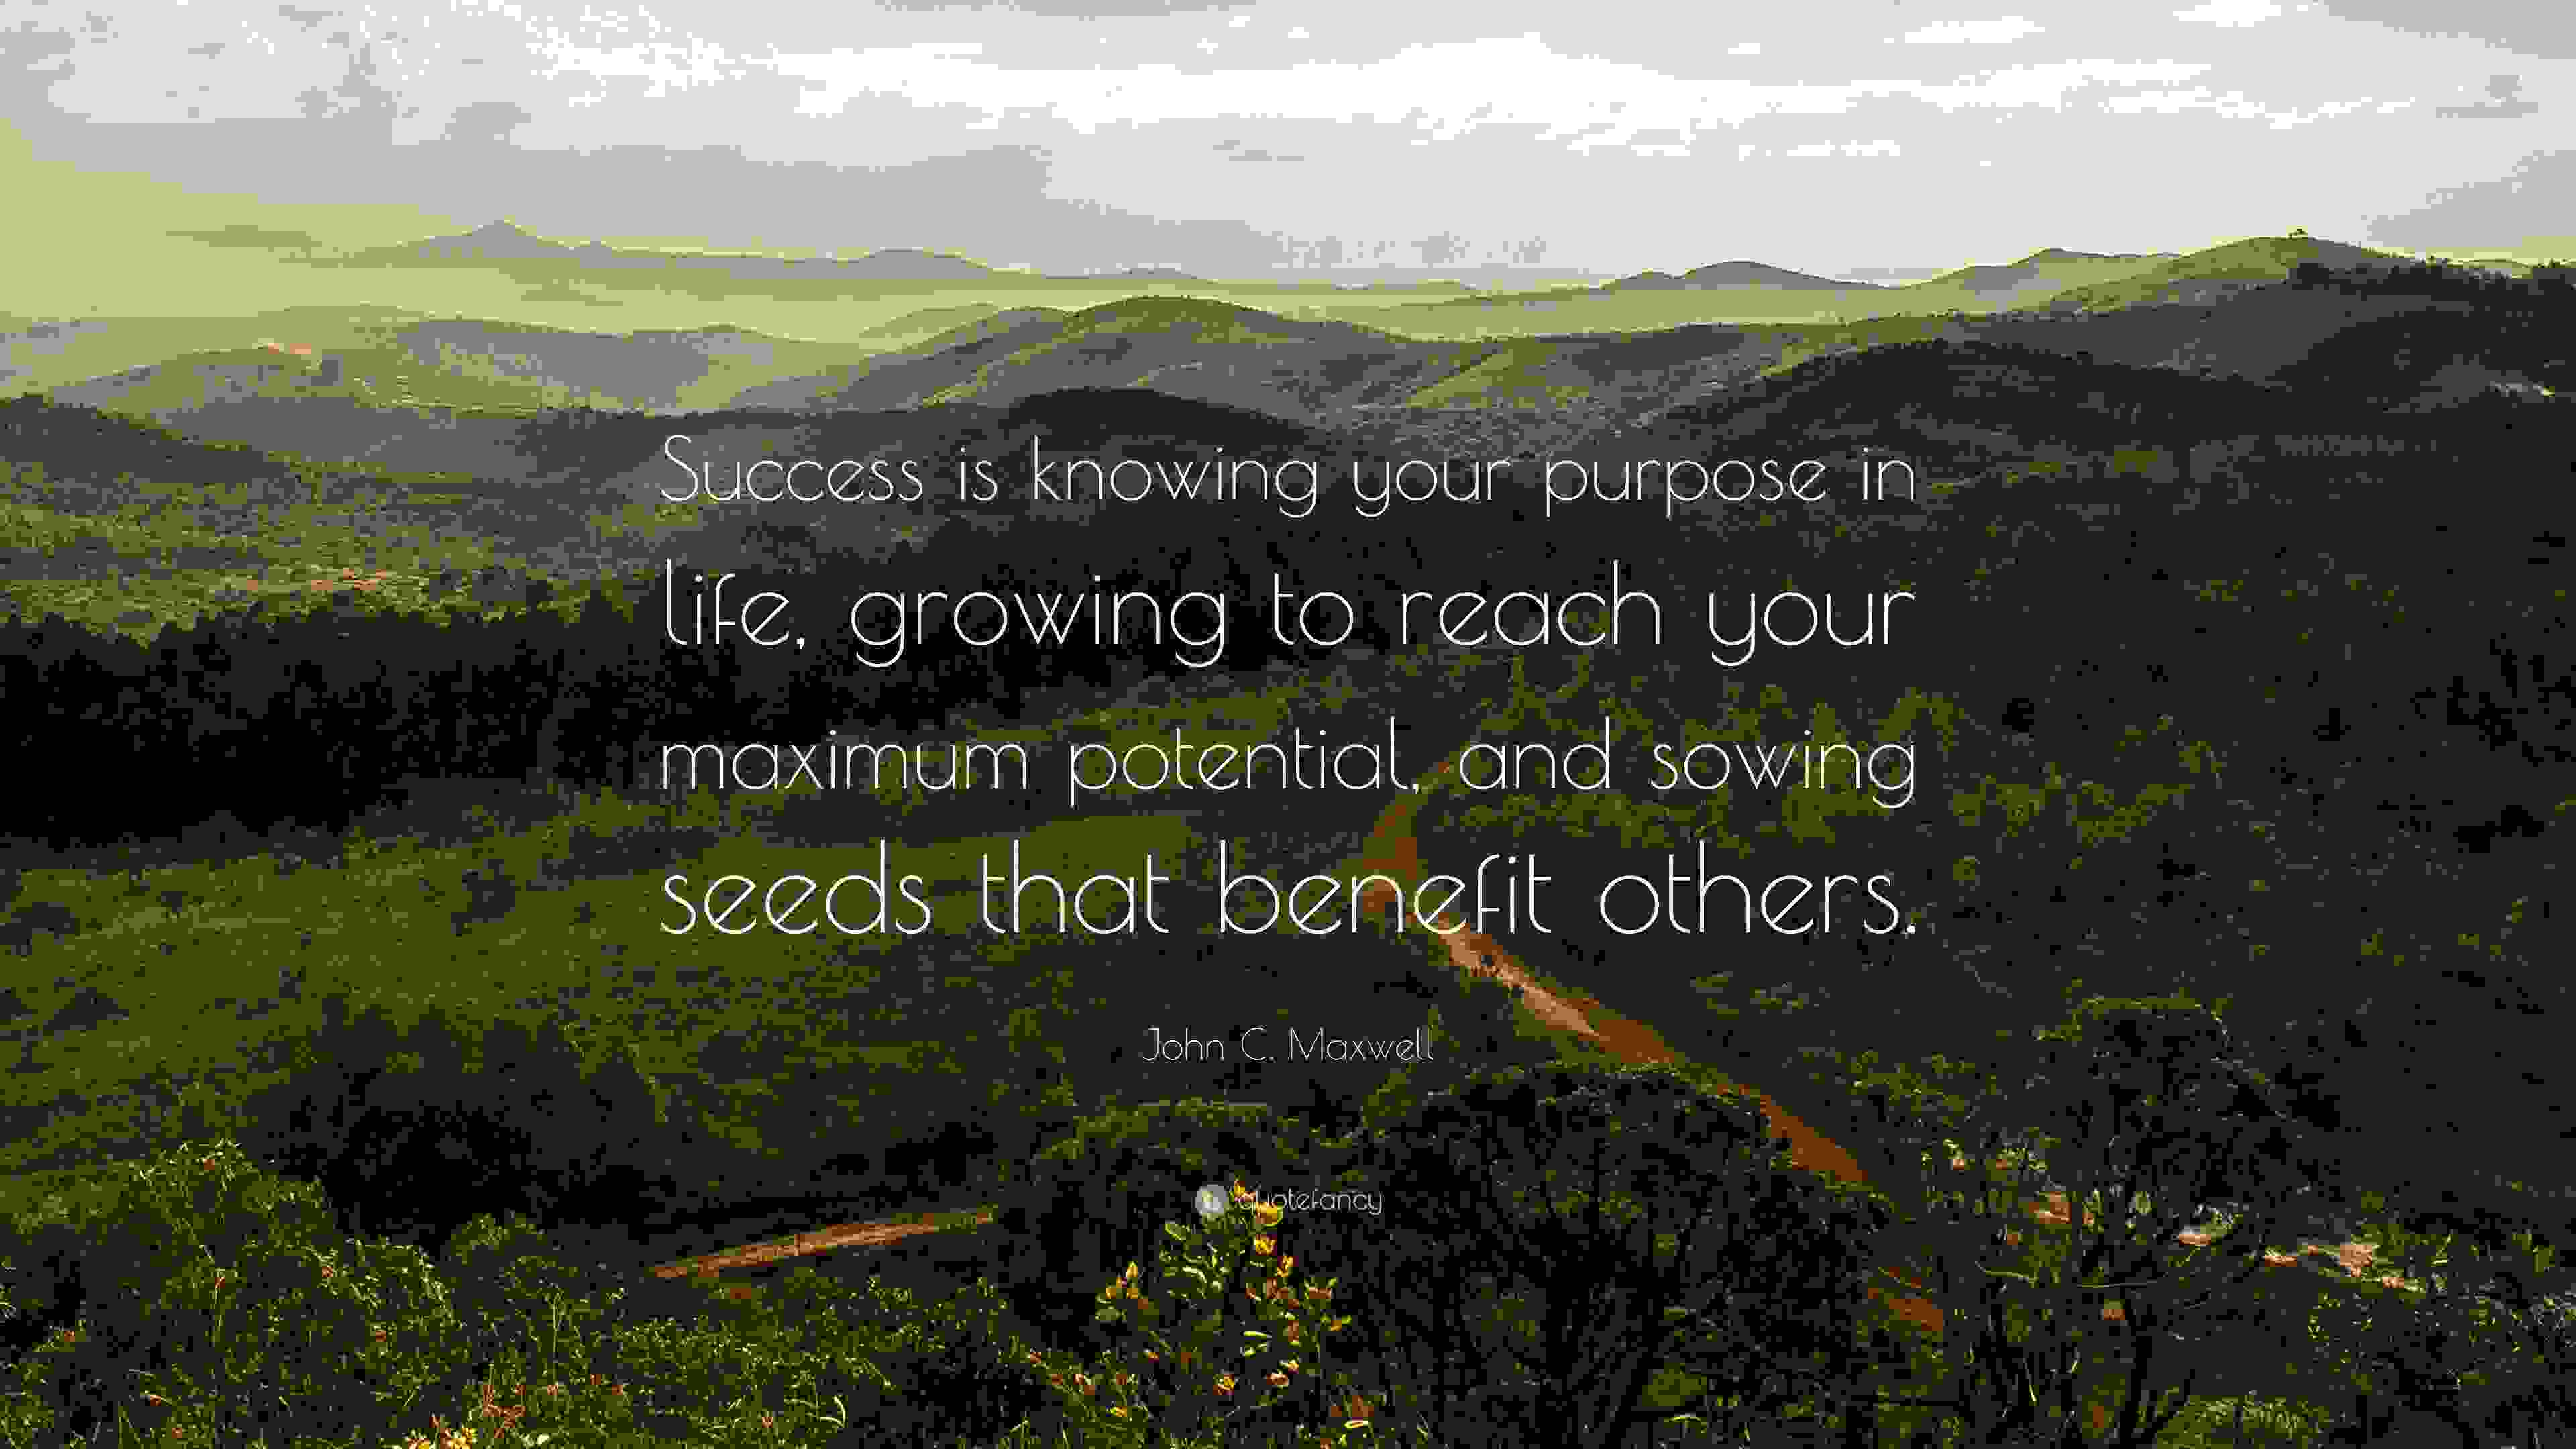 Success is knowing your purpose in
life, growing to reach your
maximum potential, and sowing
seeds that benefit others.
John C. Maxwell
quotefancy